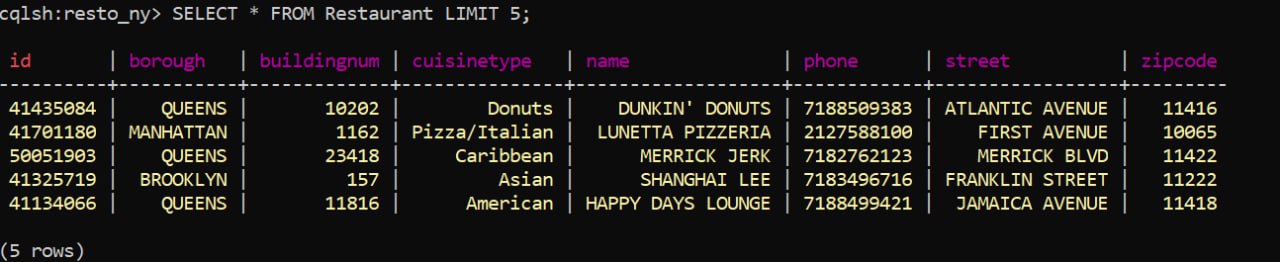 cqlsh:resto_ny> SELECT * FROM Restaurant LIMIT 5;
id | borough | buildingnum | cuisinetype | name | phone | street | zipcode
----------+-----------+-------------+---------------+--------------------+------------+-----------------+---------
41435084 | QUEENS | 10202 | Donuts | DUNKIN' DONUTS | 7188509383 | ATLANTIC AVENUE | 11416
41701180 | MANHATTAN | 1162 | Pizza/Italian | LUNETTA PIZZERIA | 2127588100 | FIRST AVENUE | 10065
50051903 | QUEENS | 23418 | Caribbean | MERRICK JERK | 7182762123 | MERRICK BLVD | 11422
41325719 | BROOKLYN | 157 | Asian | SHANGHAI LEE | 7183496716 | FRANKLIN STREET | 11222
41134066 | QUEENS | 11816 | American | HAPPY DAYS LOUNGE | 7188499421 | JAMAICA AVENUE | 11418
(5 rows)